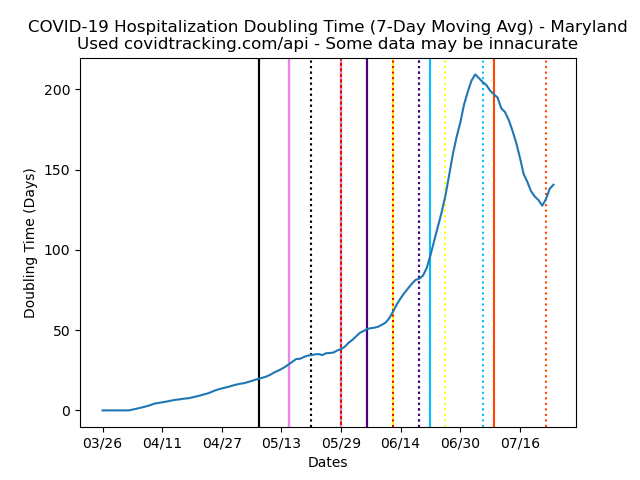 COVID-19 Hospitalization Doubling Time (7-Day Moving Avg) - Maryland
Used covidtracking.com/api - Some data may be innacurate
Doubling Time (Days)
200
150
100
50
0
03/26 04/11 04/27 05/13 05/29 06/14 06/30 07/16
Dates